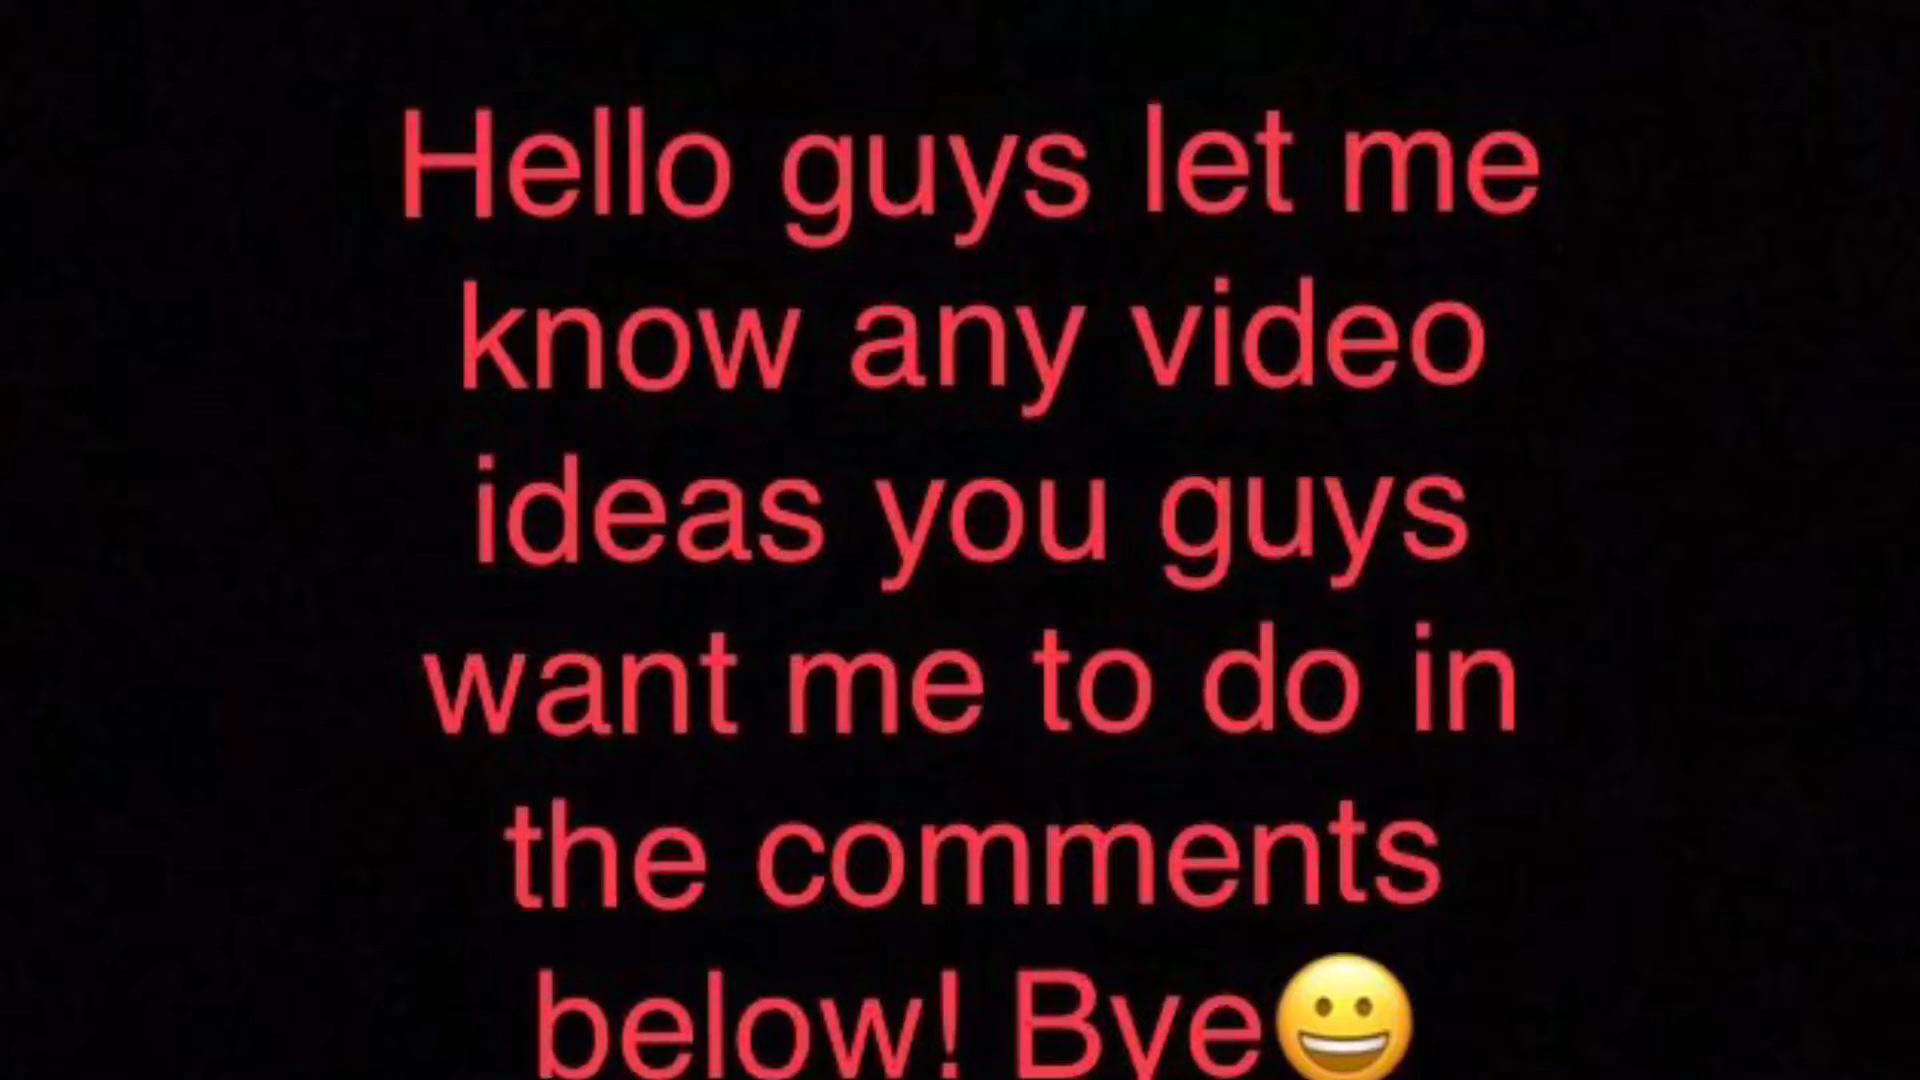 Hello guys let me
know any video
ideas you guys
want me to do in
the comments
below! Bye😀